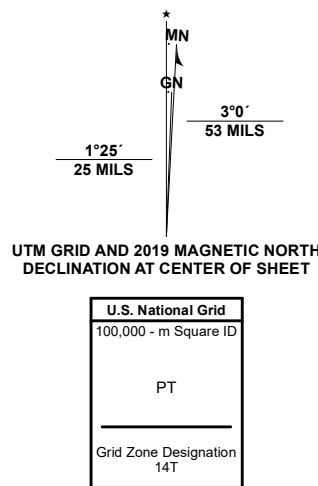 MN
GN
3°0´
53 MILS
1°25´
25 MILS
UTM GRID AND 2019 MAGNETIC NORTH
DECLINATION AT CENTER OF SHEET
U.S. National Grid
100,000 - m Square ID
PT
Grid Zone Designation
14T